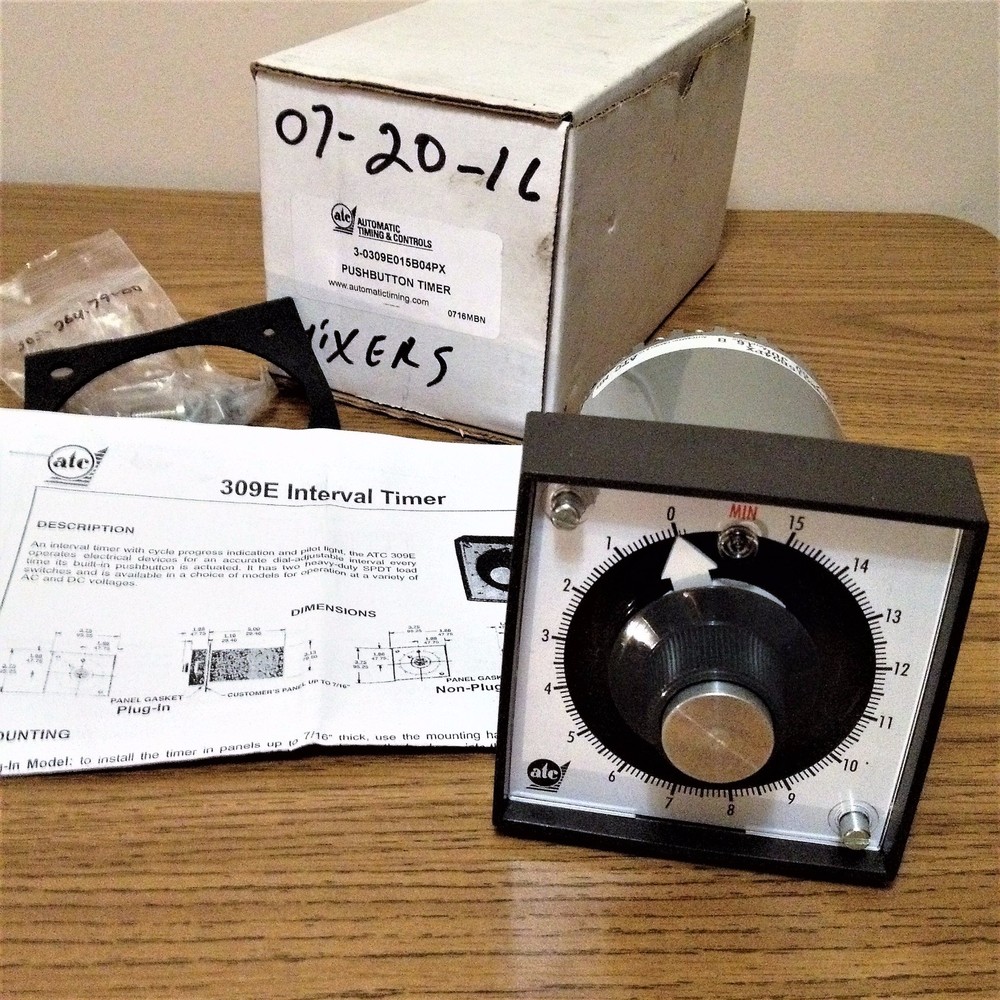 07-20-16
atc AUTOMATIC
TIMING & CONTROLS
3-0309E015B04PX
PUSHBUTTON TIMER
www.automatictiming.com
0716MBN
MIXERS
atc
309E Interval Timer
DESCRIPTION
An interval timer with cycle progress indication and pilot light, the ATC 309E
operates electrical devices for an accurate dial-adjustable interval every
time its built-in pushbutton is actuated. It has two heavy-duty SPDT load
switches and is available in a choice of models for operation at a variety of
AC and DC voltages.
DIMENSIONS
PANEL GASKET
CUSTOMER'S PANEL UP TO 7/16"
Plug-In
PANEL GASK
Non-Plug
OUNTING
g-In Model: to install the timer in panels up to 7/16" thick, use the mounting ha
MIN
0
1
2
3
4
5
6
7
8
9
10
11
12
13
14
15
atc